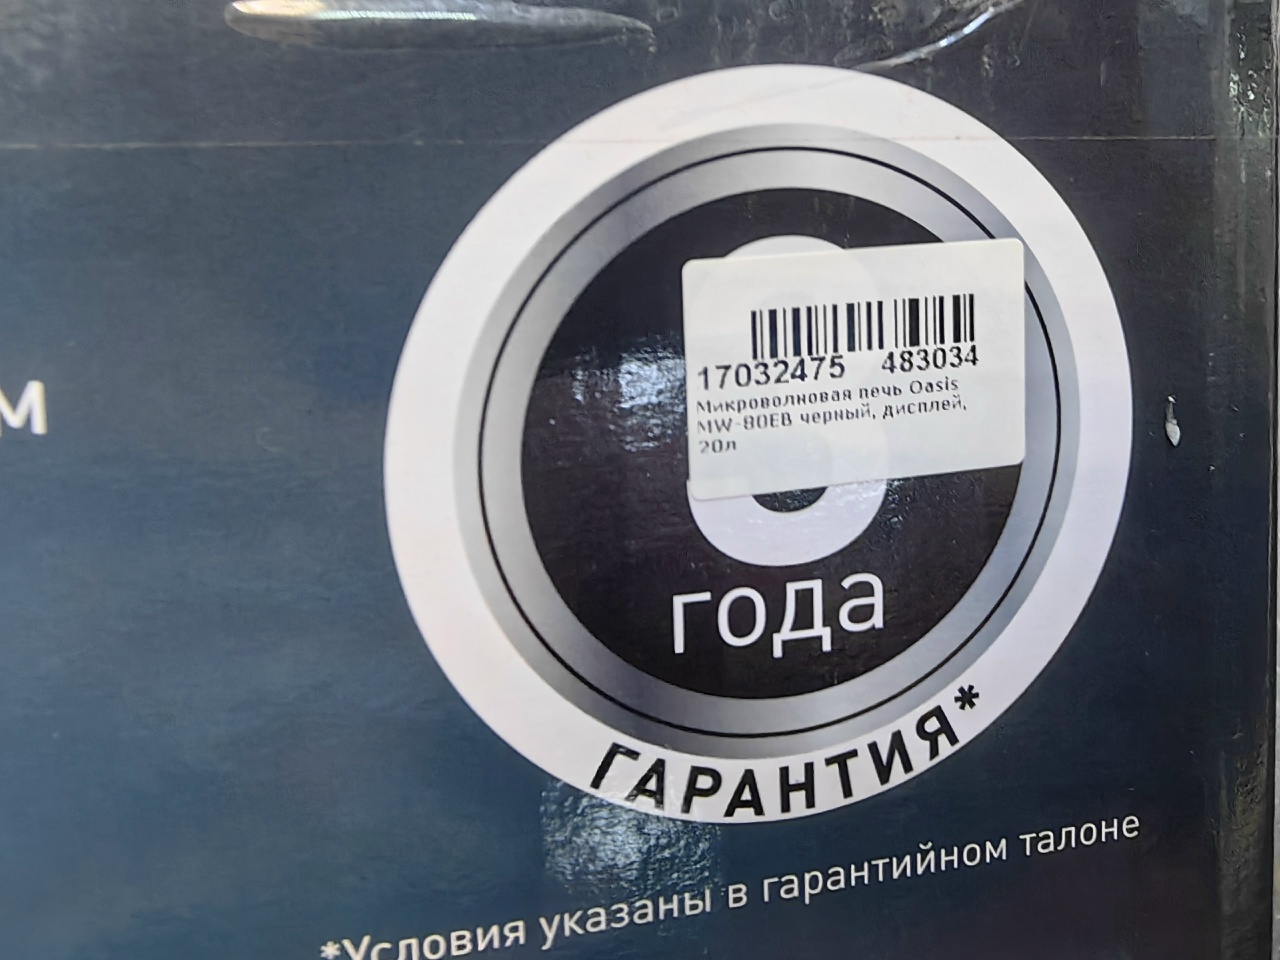 м
17032475 483034
Микроволновая печь Oasis
MW-80EB черный, дисплей,
20л
года
ГАРАНТИЯ*
*Условия указаны в гарантийном талоне